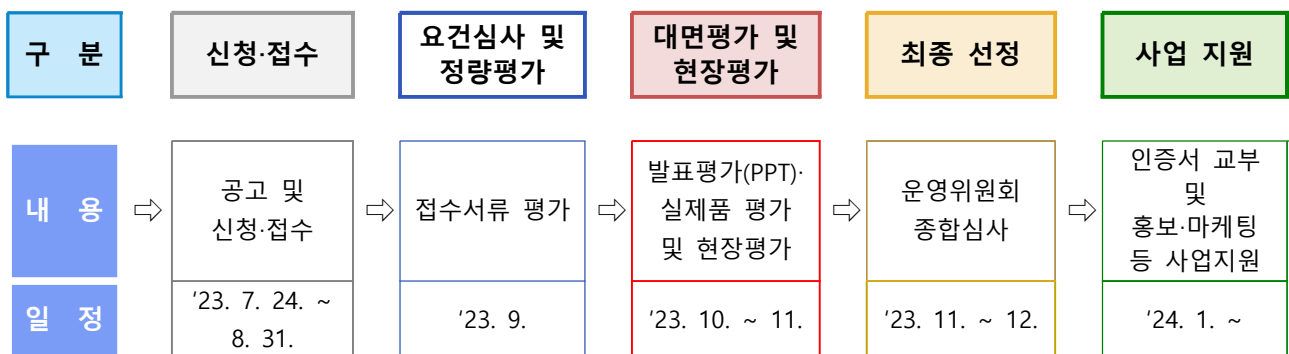 구 분
신청·접수
요건심사 및
정량평가
대면평가 및
현장평가
최종 선정
사업 지원
내 용
⇨
공고 및
신청·접수
⇨
접수서류 평가
⇨
발표평가(PPT)·
실제품 평가
및 현장평가
⇨
운영위원회
종합심사
⇨
인증서 교부
및
홍보·마케팅
등 사업지원
일 정
'23. 7. 24. ~
8. 31.
'23. 9.
'23. 10. ~ 11.
'23. 11. ~ 12.
'24. 1. ~